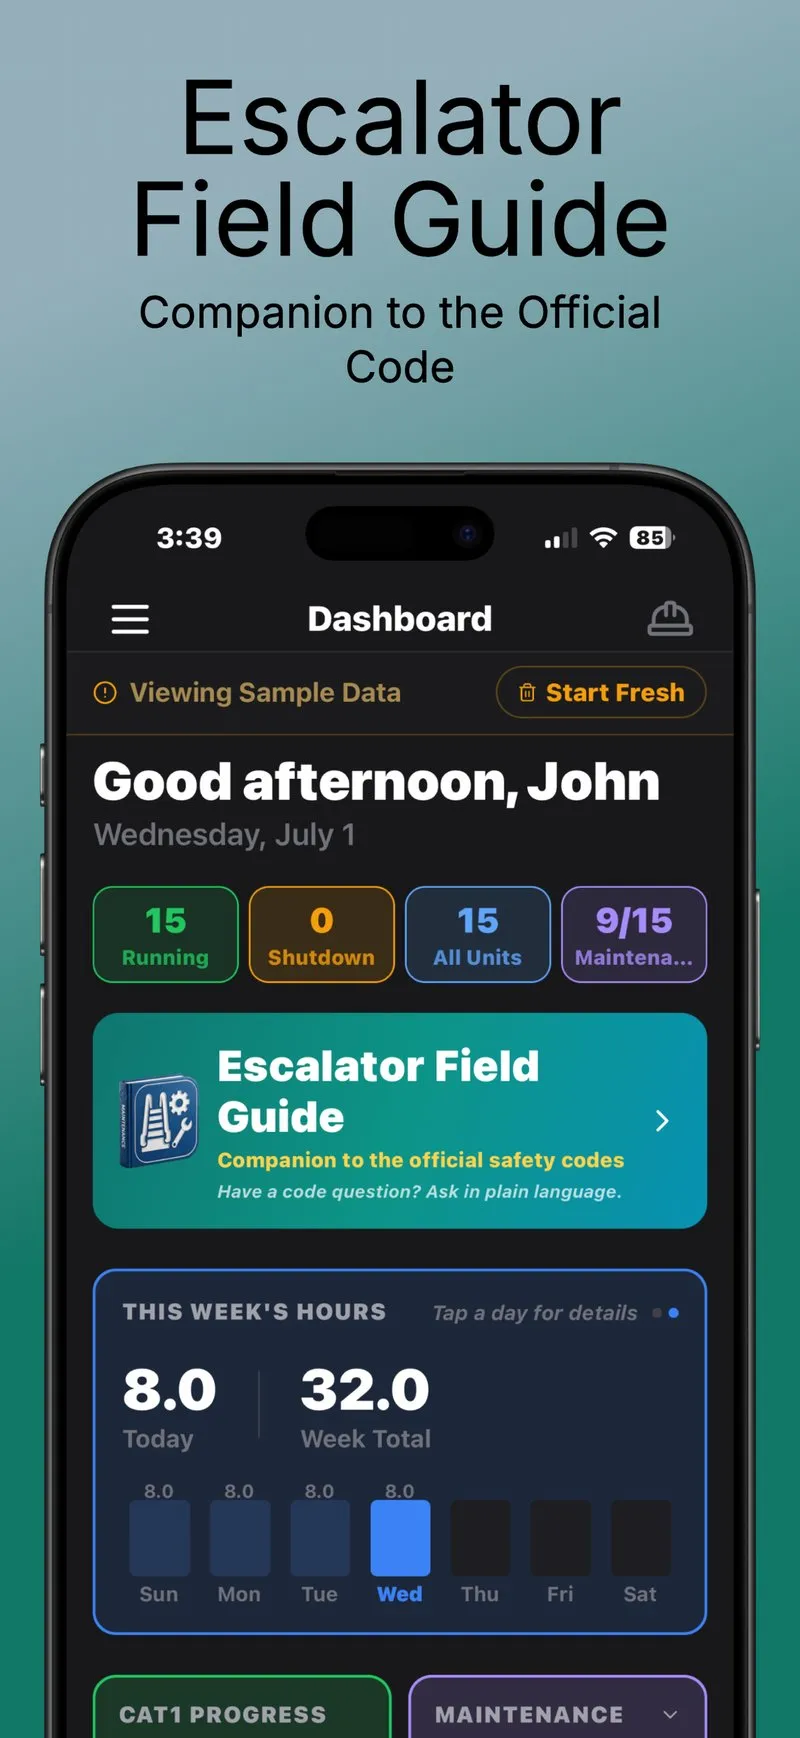 Escalator
Field Guide
Companion to the Official
Code
3:39
85
Dashboard
Viewing Sample Data
Start Fresh
Good afternoon, John
Wednesday, July 1
15
Running
0
Shutdown
15
All Units
9/15
Maintena...
MAINTENANCE
Escalator Field
Guide
Companion to the official safety codes
Have a code question? Ask in plain language.
THIS WEEK'S HOURS
Tap a day for details
8.0
Today
32.0
Week Total
8.0 8.0 8.0 8.0
Sun Mon Tue Wed Thu Fri Sat
CAT1 PROGRESS
MAINTENANCE